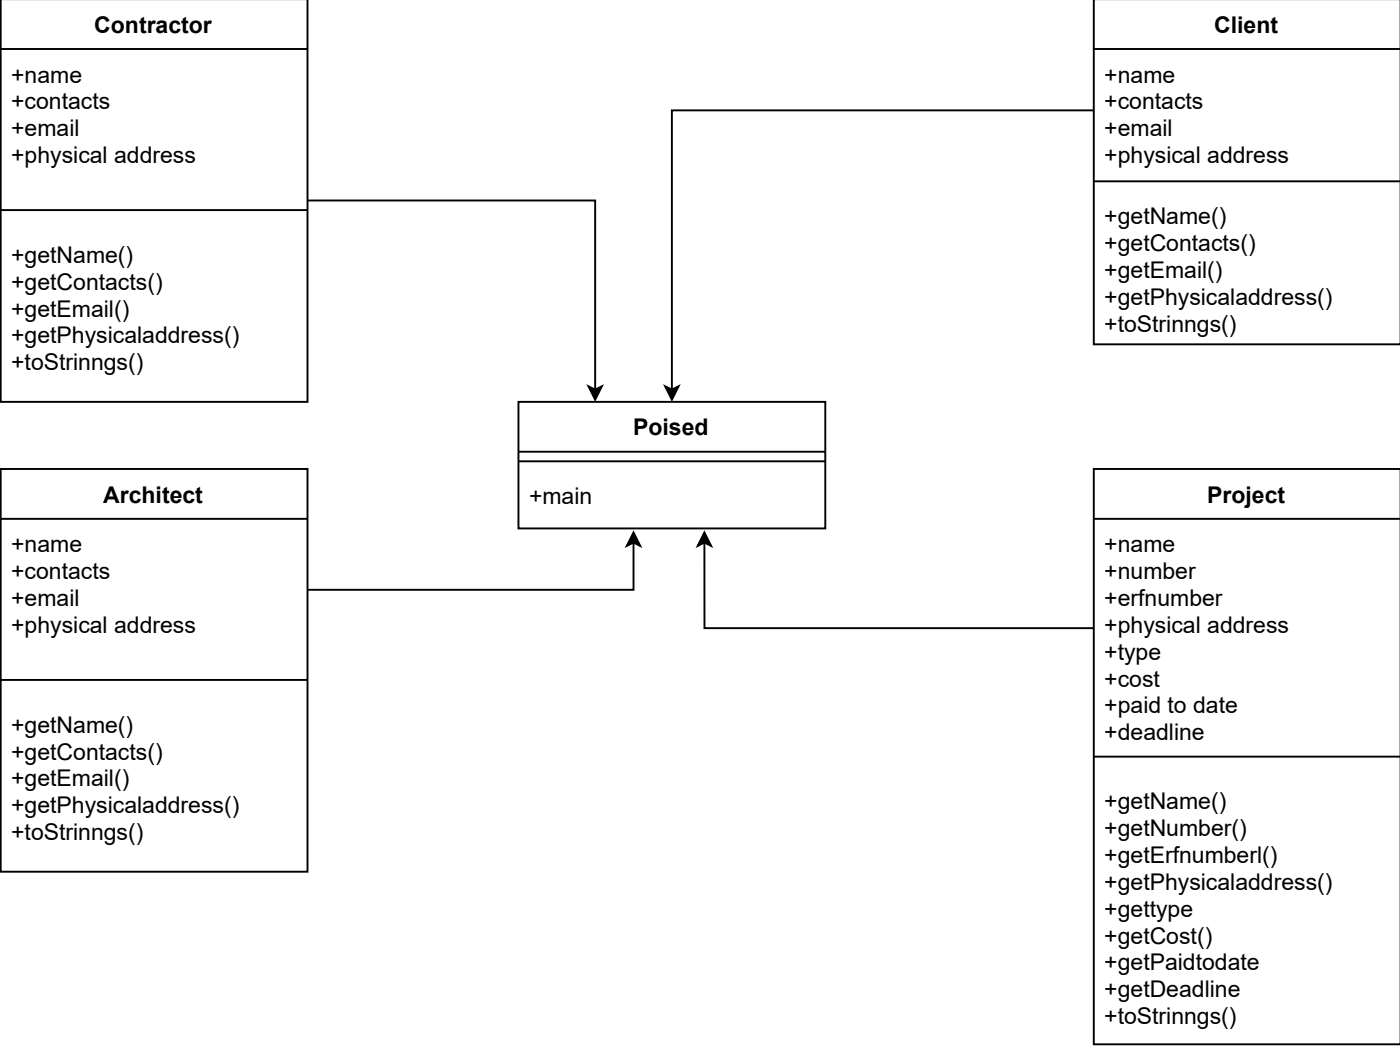 Contractor
+name
+contacts
+email
+physical address
+getName()
+getContacts()
+getEmail()
+getPhysicaladdress()
+toStrinngs()
Client
+name
+contacts
+email
+physical address
+getName()
+getContacts()
+getEmail()
+getPhysicaladdress()
+toStrinngs()
Poised
+main
Architect
+name
+contacts
+email
+physical address
+getName()
+getContacts()
+getEmail()
+getPhysicaladdress()
+toStrinngs()
Project
+name
+number
+erfnumber
+physical address
+type
+cost
+paid to date
+deadline
+getName()
+getNumber()
+getErfnumberl()
+getPhysicaladdress()
+gettype
+getCost()
+getPaidtodate
+getDeadline
+toStrinngs()